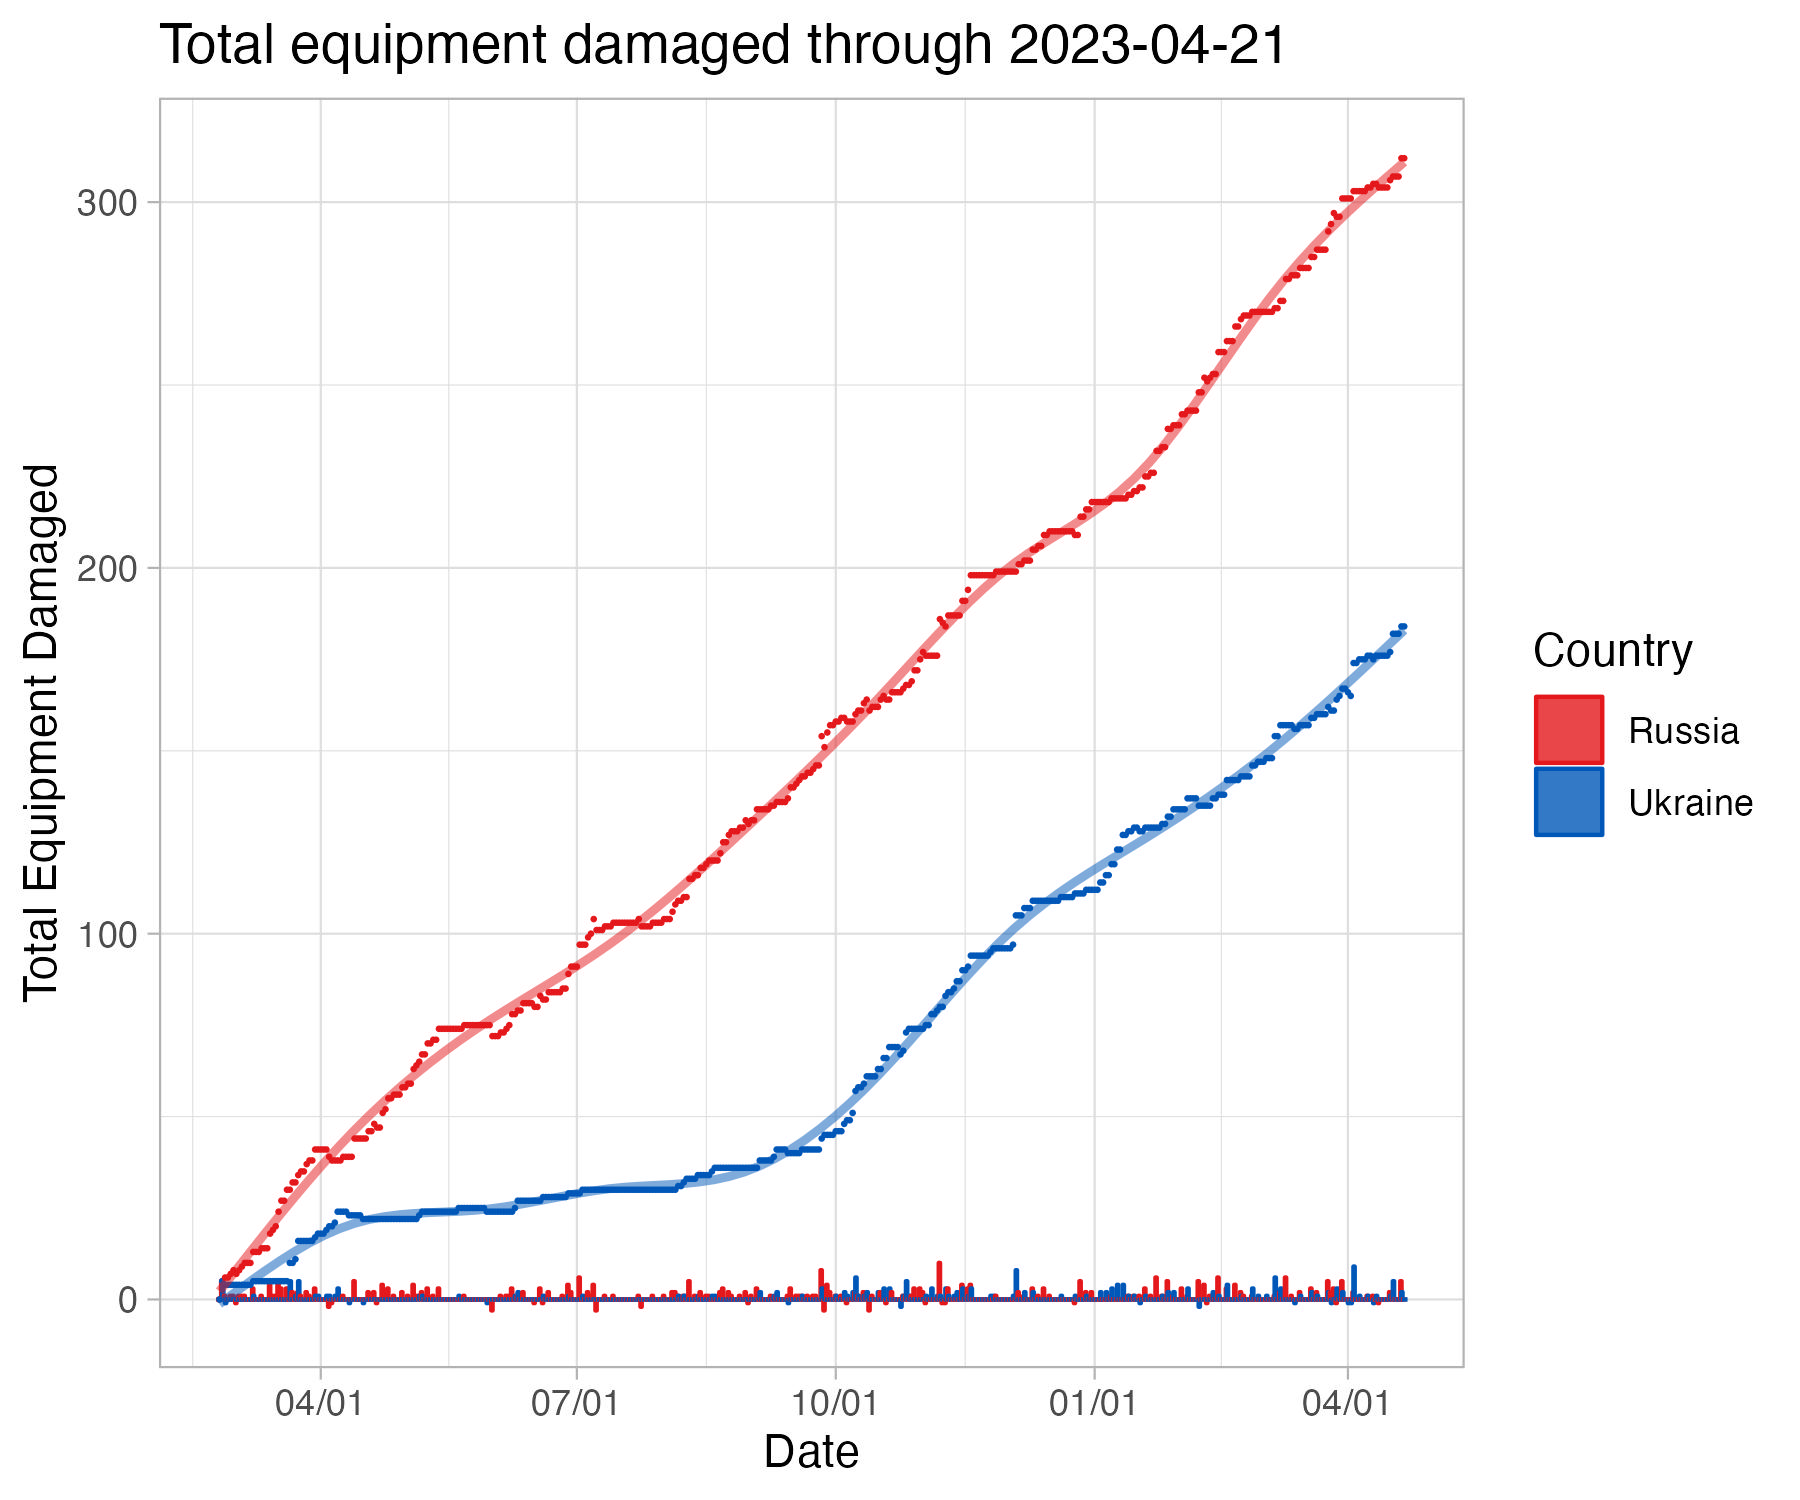 Total equipment damaged through 2023-04-21
Total Equipment Damaged
300
200
100
0
04/01
07/01
10/01
01/01
04/01
Date
Country
Russia
Ukraine